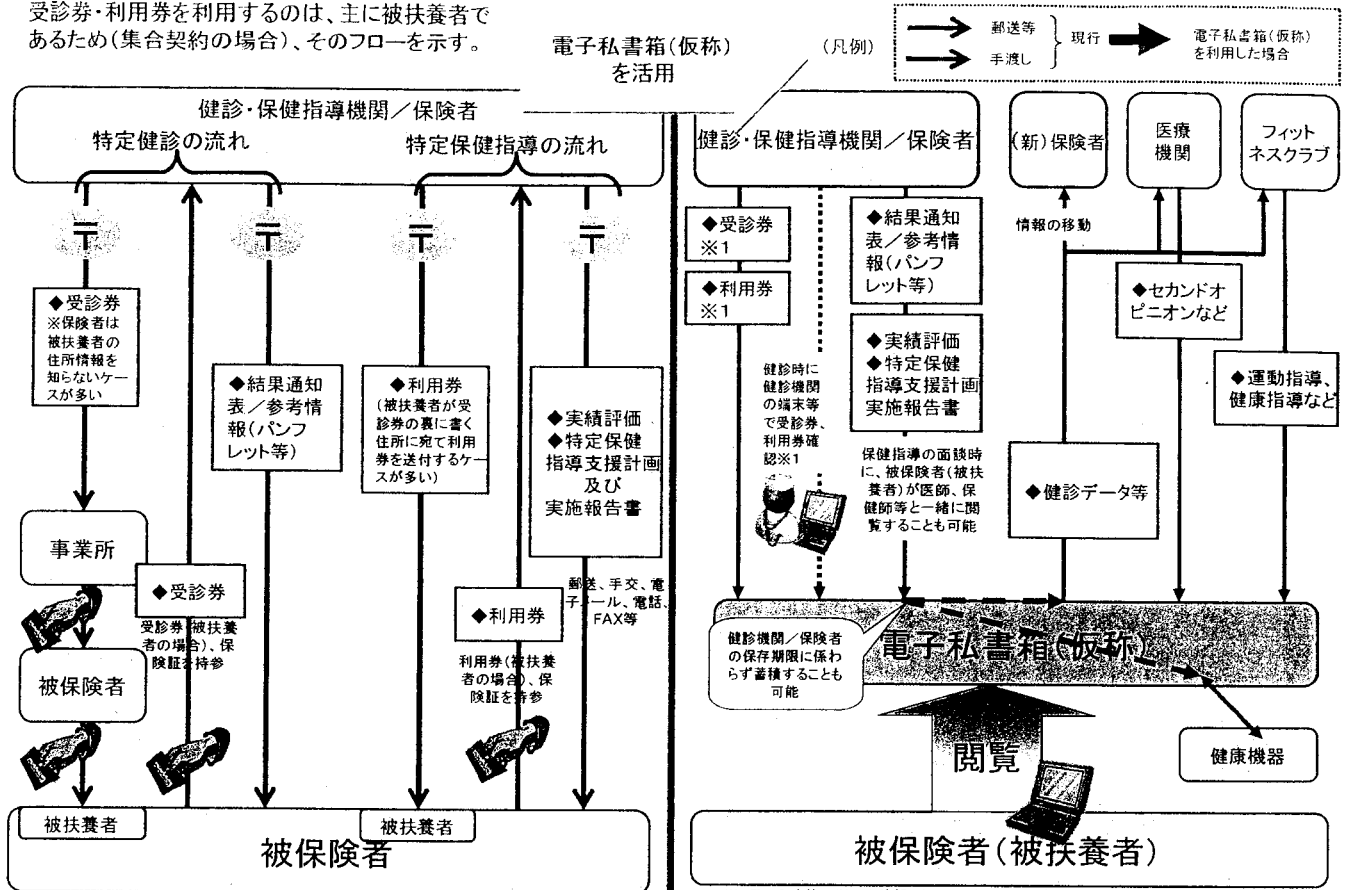 受診券・利用券を利用するのは、主に被扶養者で
あるため(集合契約の場合)、そのフローを示す。
電子私書箱(仮称)
を活用
(凡例)
郵送等
手渡し
現行
電子私書箱(仮称)
を利用した場合
健診・保健指導機関／保険者
特定健診の流れ
特定保健指導の流れ
〒
〒
〒
〒
◆受診券
※保険者は
被扶養者の
住所情報を
知らないケー
スが多い
◆結果通知
表／参考情
報(パンフ
レット等)
◆利用券
(被扶養者が受
診券の裏に書く
住所に宛て利用
券を送付するケー
スが多い)
◆実績評価
◆特定保健
指導支援計画
及び
実施報告書
郵送、手交、電
子メール、電話、
FAX等
事業所
◆受診券
受診券(被扶養
者の場合)、保
険証を持参
◆利用券
利用券(被扶養
者の場合)、保
険証を持参
被保険者
被扶養者
被扶養者
被保険者
健診・保健指導機関／保険者
(新)保険者
医療
機関
フィット
ネスクラブ
◆受診券
※1
◆利用券
※1
◆結果通知
表／参考情
報(パンフ
レット等)
◆実績評価
◆特定保健
指導支援計画
実施報告書
健診時に
健診機関
の端末等
で受診券、
利用券確
認※1
保健指導の面談時
に、被保険者(被扶
養者)が医師、保
健師等と一緒に閲
覧することも可能
情報の移動
◆セカンドオ
ピニオンなど
◆運動指導、
健康指導など
◆健診データ等
電子私書箱(仮称)
健診機関／保険者
の保存期限に係わ
らず蓄積することも
可能
閲覧
健康機器
被保険者(被扶養者)